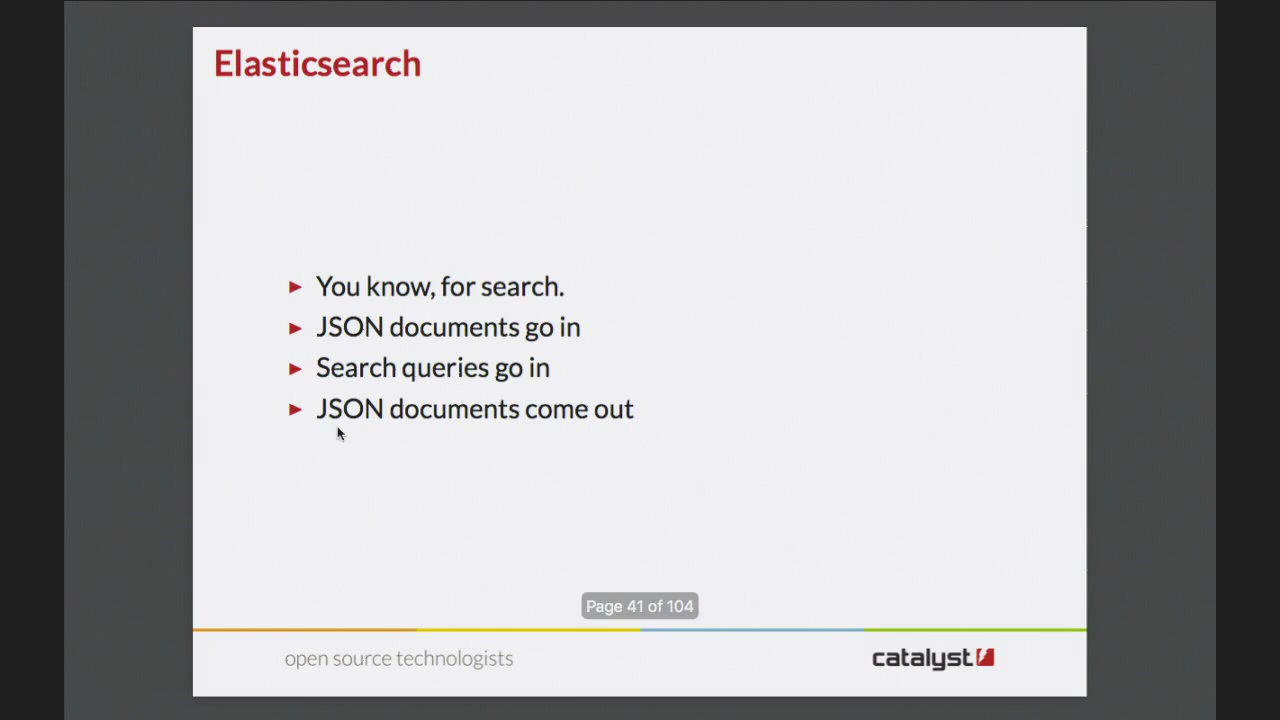 Elasticsearch
You know, for search.
JSON documents go in
Search queries go in
JSON documents come out
Page 41 of 104
open source technologists
catalyst